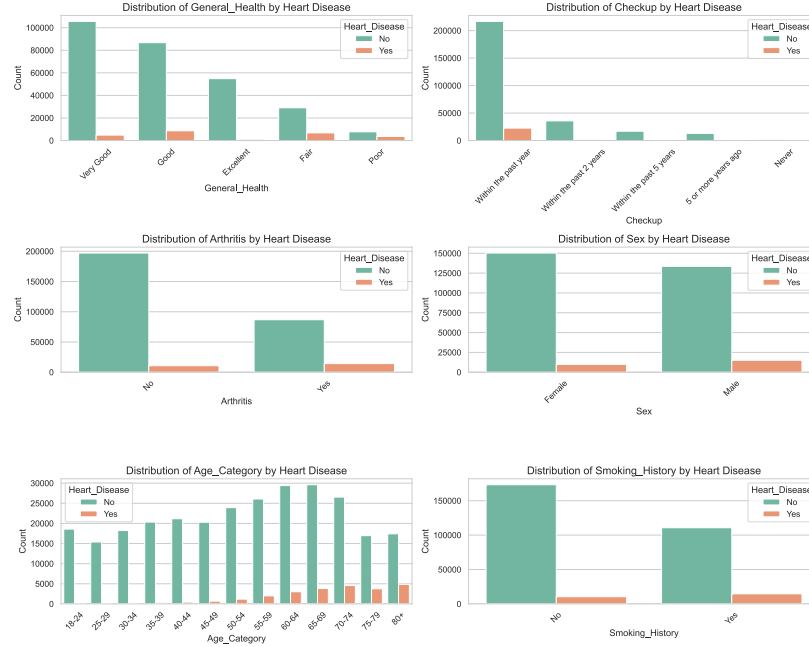 Distribution of General_Health by Heart Disease
Heart_Disease
No
Yes
100000
80000
60000
40000
20000
0
Count
Very Good
Good
Excellent
Fair
Poor
General_Health
Distribution of Checkup by Heart Disease
Heart_Disease
No
Yes
200000
150000
100000
50000
0
Count
Within the past year
Within the past 2 years
Within the past 5 years
5 or more years ago
Never
Checkup
Distribution of Arthritis by Heart Disease
Heart_Disease
No
Yes
200000
150000
100000
50000
0
Count
No
Yes
Arthritis
Distribution of Sex by Heart Disease
Heart_Disease
No
Yes
150000
125000
100000
75000
50000
25000
0
Count
Female
Male
Sex
Distribution of Age_Category by Heart Disease
Heart_Disease
No
Yes
30000
25000
20000
15000
10000
5000
0
Count
18-24
25-29
30-34
35-39
40-44
45-49
50-54
55-59
60-64
65-69
70-74
75-79
80+
Age_Category
Distribution of Smoking_History by Heart Disease
Heart_Disease
No
Yes
150000
100000
50000
0
Count
No
Yes
Smoking_History